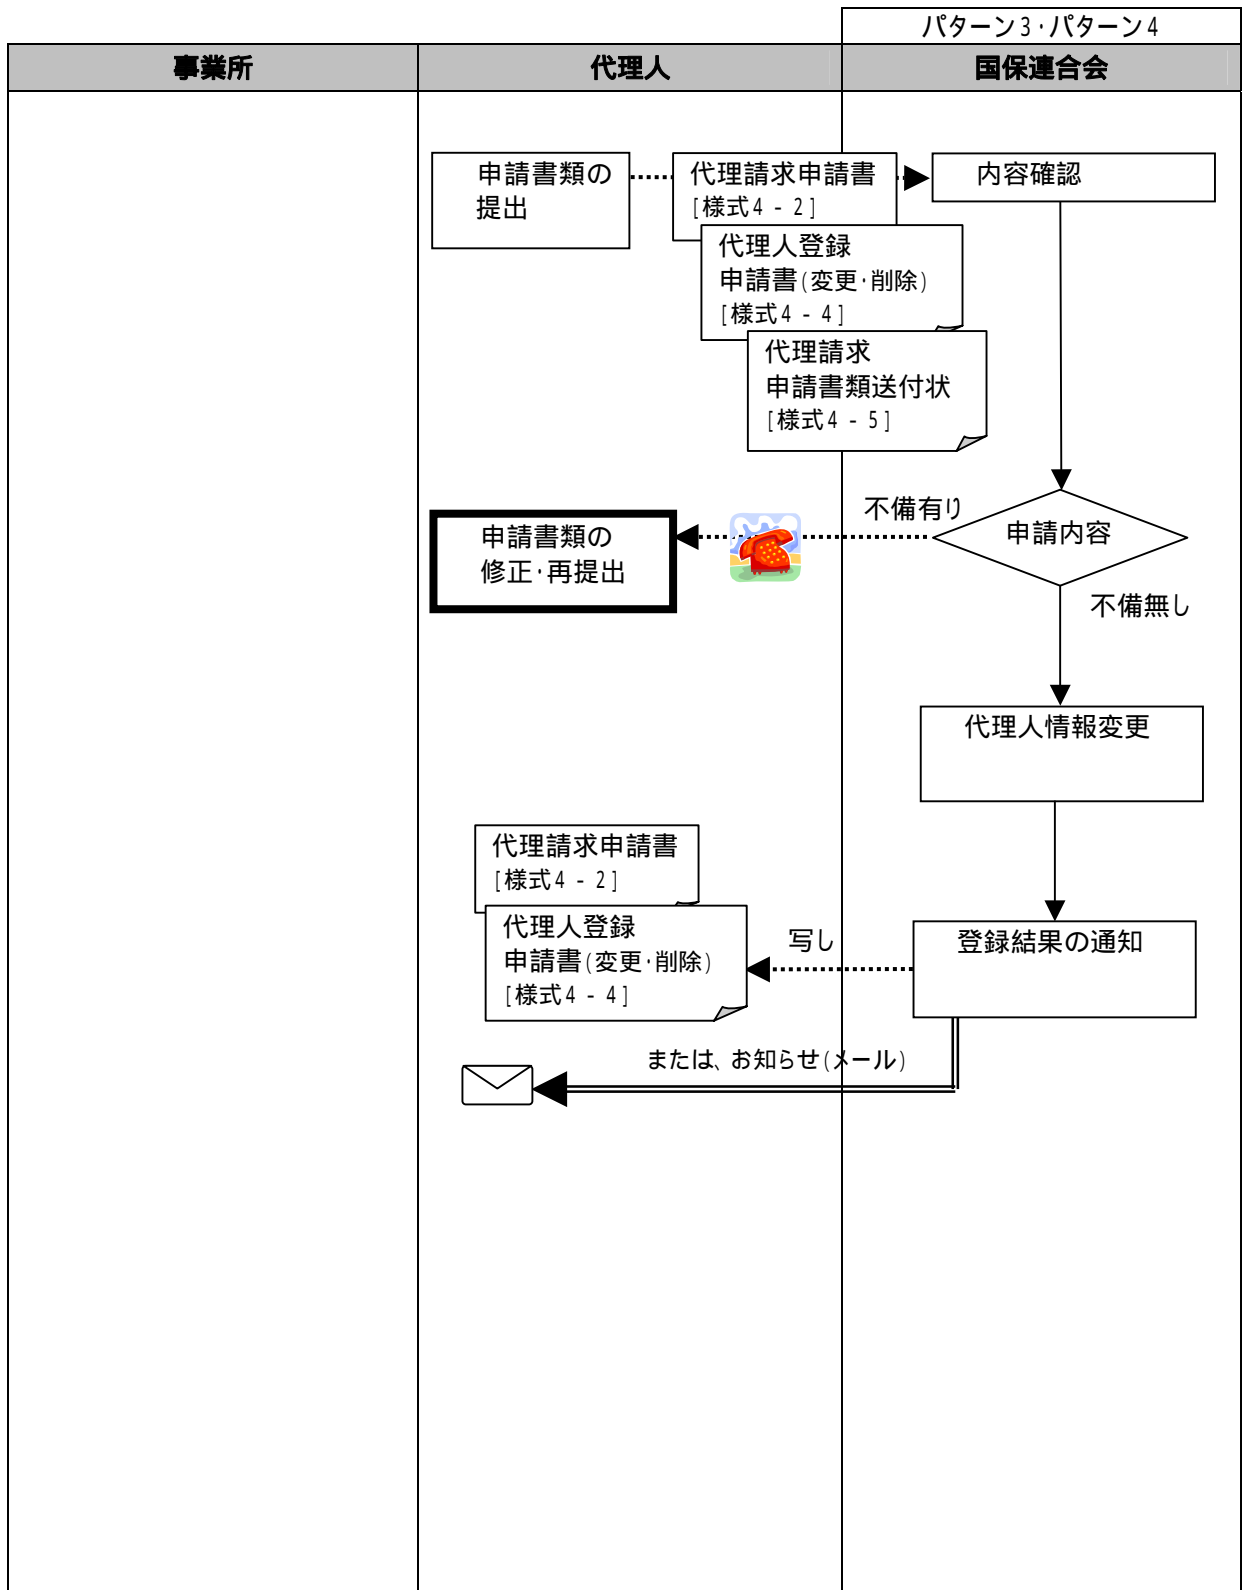 パターン3・パターン4
事業所
代理人
国保連合会
申請書類の
提出
代理請求申請書
[様式4－2]
代理人登録
申請書(変更・削除)
[様式4－4]
代理請求
申請書類送付状
[様式4－5]
内容確認
不備有り
申請内容
申請書類の
修正・再提出
不備無し
代理人情報変更
代理請求申請書
[様式4－2]
代理人登録
申請書(変更・削除)
[様式4－4]
写し
登録結果の通知
または、お知らせ(メール)